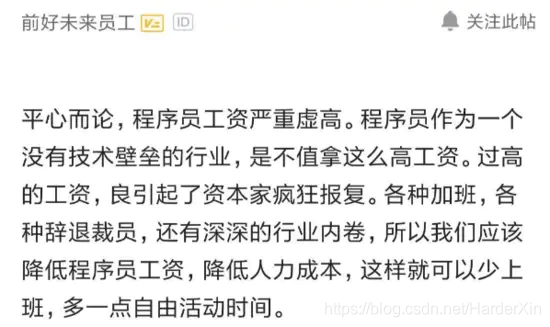 前好未来员工 V ID 关注此帖
平心而论，程序员工资严重虚高。程序员作为一个
没有技术壁垒的行业，是不值拿这么高工资。过高
的工资，良引起了资本家疯狂报复。各种加班，各
种辞退裁员，还有深深的行业内卷，所以我们应该
降低程序员工资，降低人力成本，这样就可以少上
班，多一点自由活动时间。
https://blog.csdn.net/HarderXin